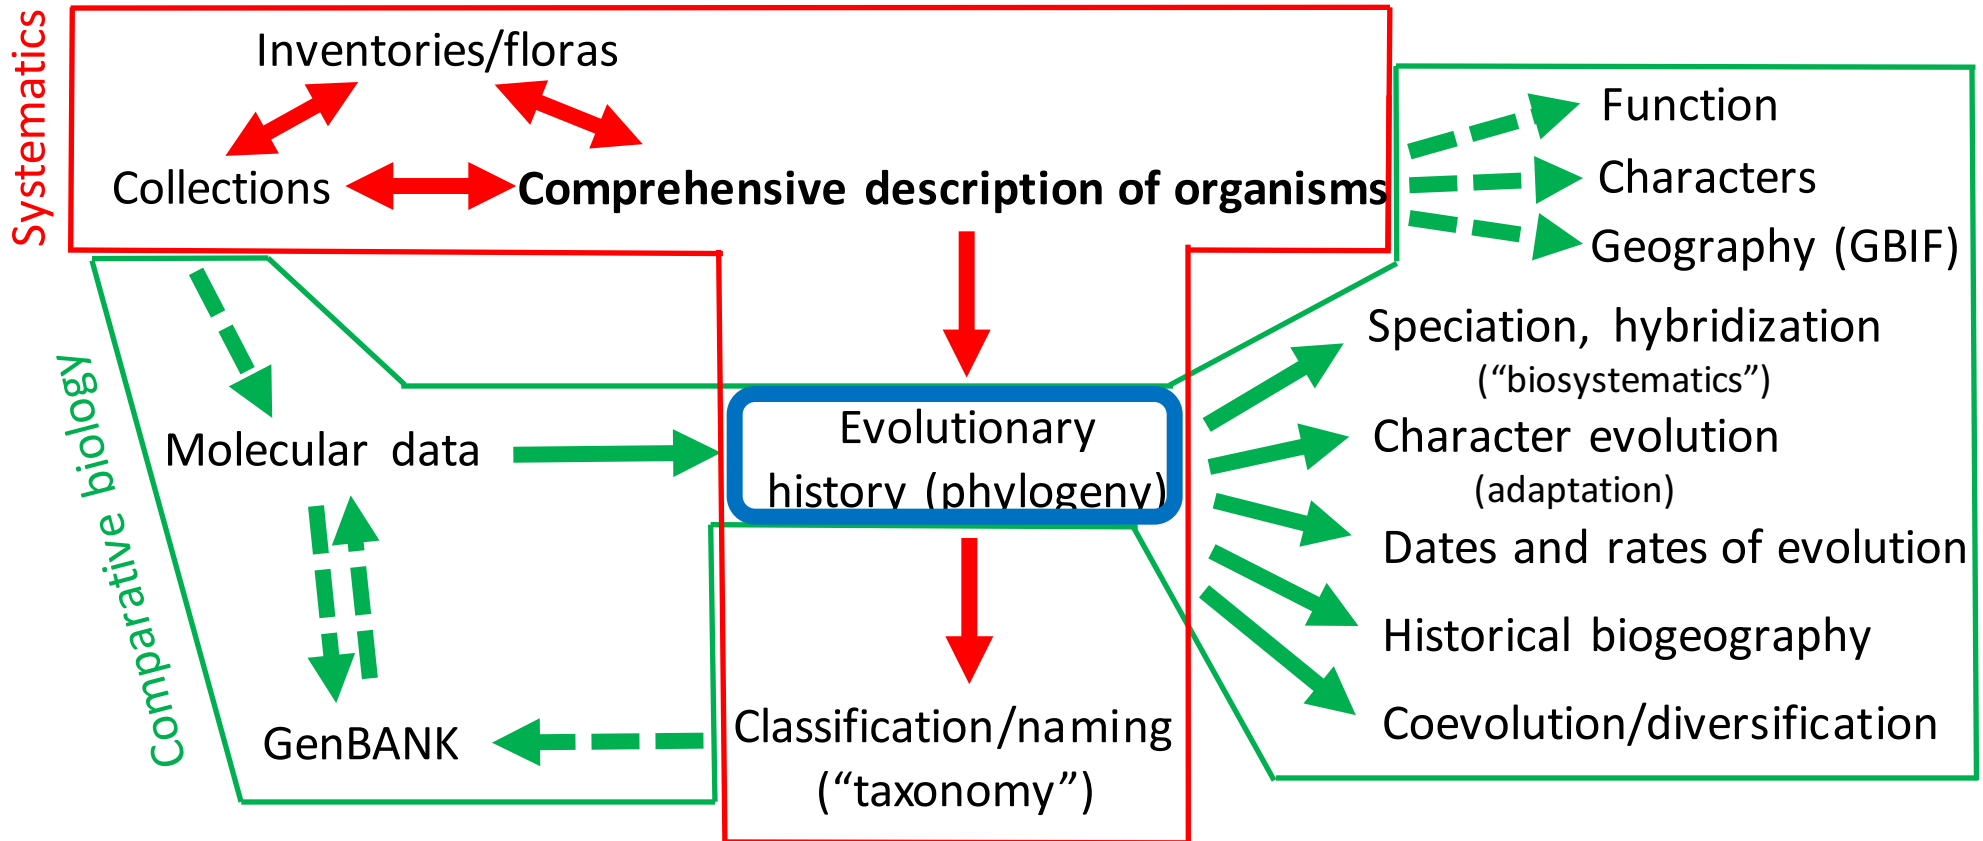 Systematics
Inventories/floras
Collections
Comprehensive description of organisms
Function
Characters
Geography (GBIF)
Comparative biology
Molecular data
GenBANK
Evolutionary
history (phylogeny)
Classification/naming
(“taxonomy”)
Speciation, hybridization
(“biosystematics”)
Character evolution
(adaptation)
Dates and rates of evolution
Historical biogeography
Coevolution/diversification